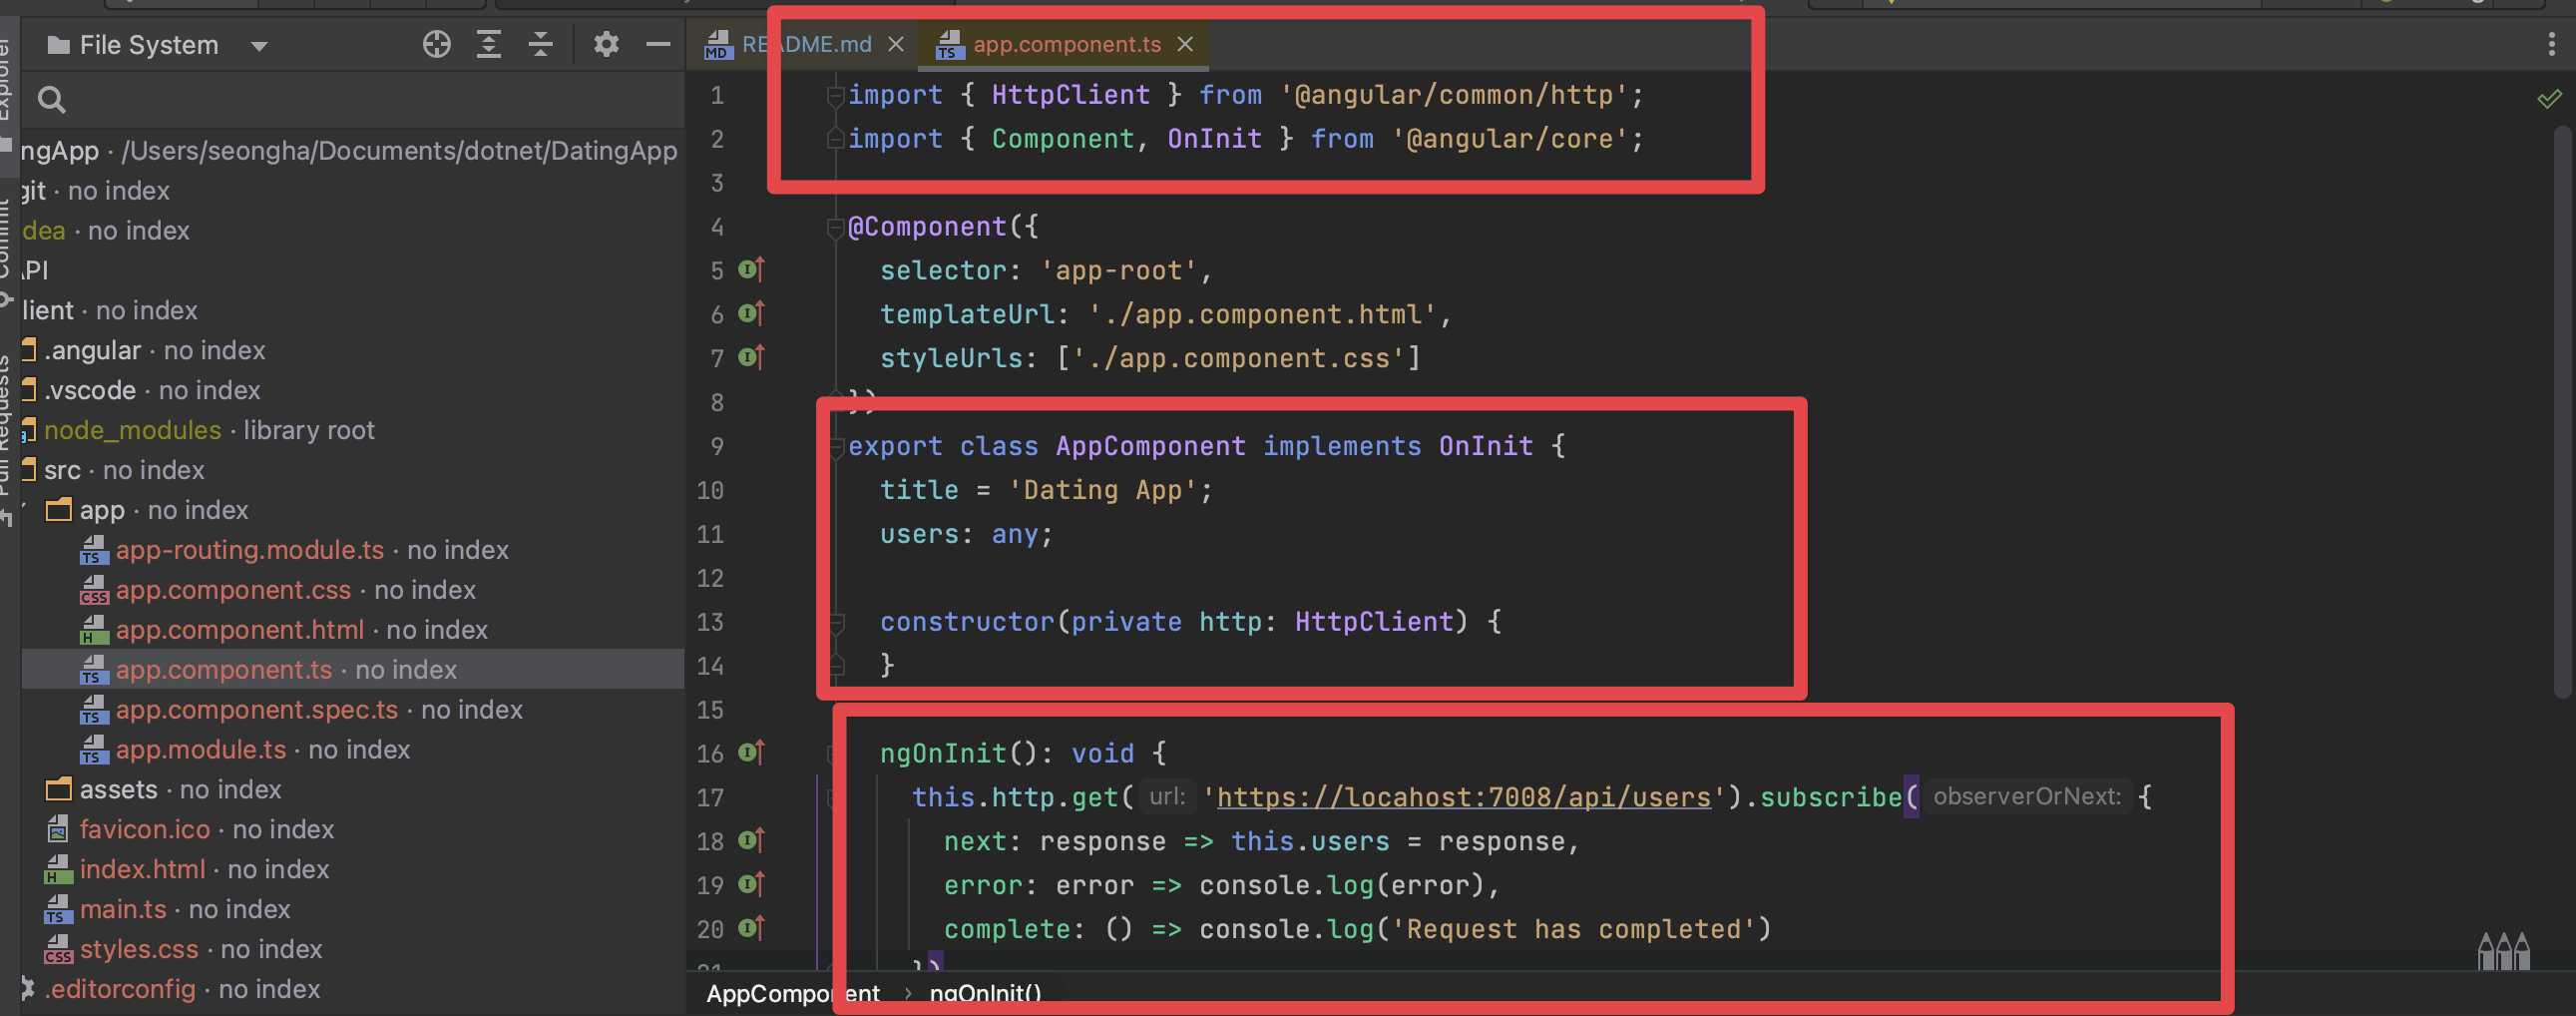 File System
README.md
app.component.ts
Explorer
Commit
Pull Requests
ngApp · /Users/seongha/Documents/dotnet/DatingApp
git · no index
dea · no index
API
lient · no index
.angular · no index
.vscode · no index
node_modules · library root
src · no index
app · no index
app-routing.module.ts · no index
app.component.css · no index
app.component.html · no index
app.component.ts · no index
app.component.spec.ts · no index
app.module.ts · no index
assets · no index
favicon.ico · no index
index.html · no index
main.ts · no index
styles.css · no index
.editorconfig · no index
1 import { HttpClient } from '@angular/common/http';
2 import { Component, OnInit } from '@angular/core';
3
4 @Component({
5 selector: 'app-root',
6 templateUrl: './app.component.html',
7 styleUrls: ['./app.component.css']
8 })
9 export class AppComponent implements OnInit {
10 title = 'Dating App';
11 users: any;
12
13 constructor(private http: HttpClient) {
14 }
15
16 ngOnInit(): void {
17 this.http.get( url: 'https://locahost:7008/api/users').subscribe( observerOrNext: {
18 next: response => this.users = response,
19 error: error => console.log(error),
20 complete: () => console.log('Request has completed')
21 })
AppComponent › ngOnInit()